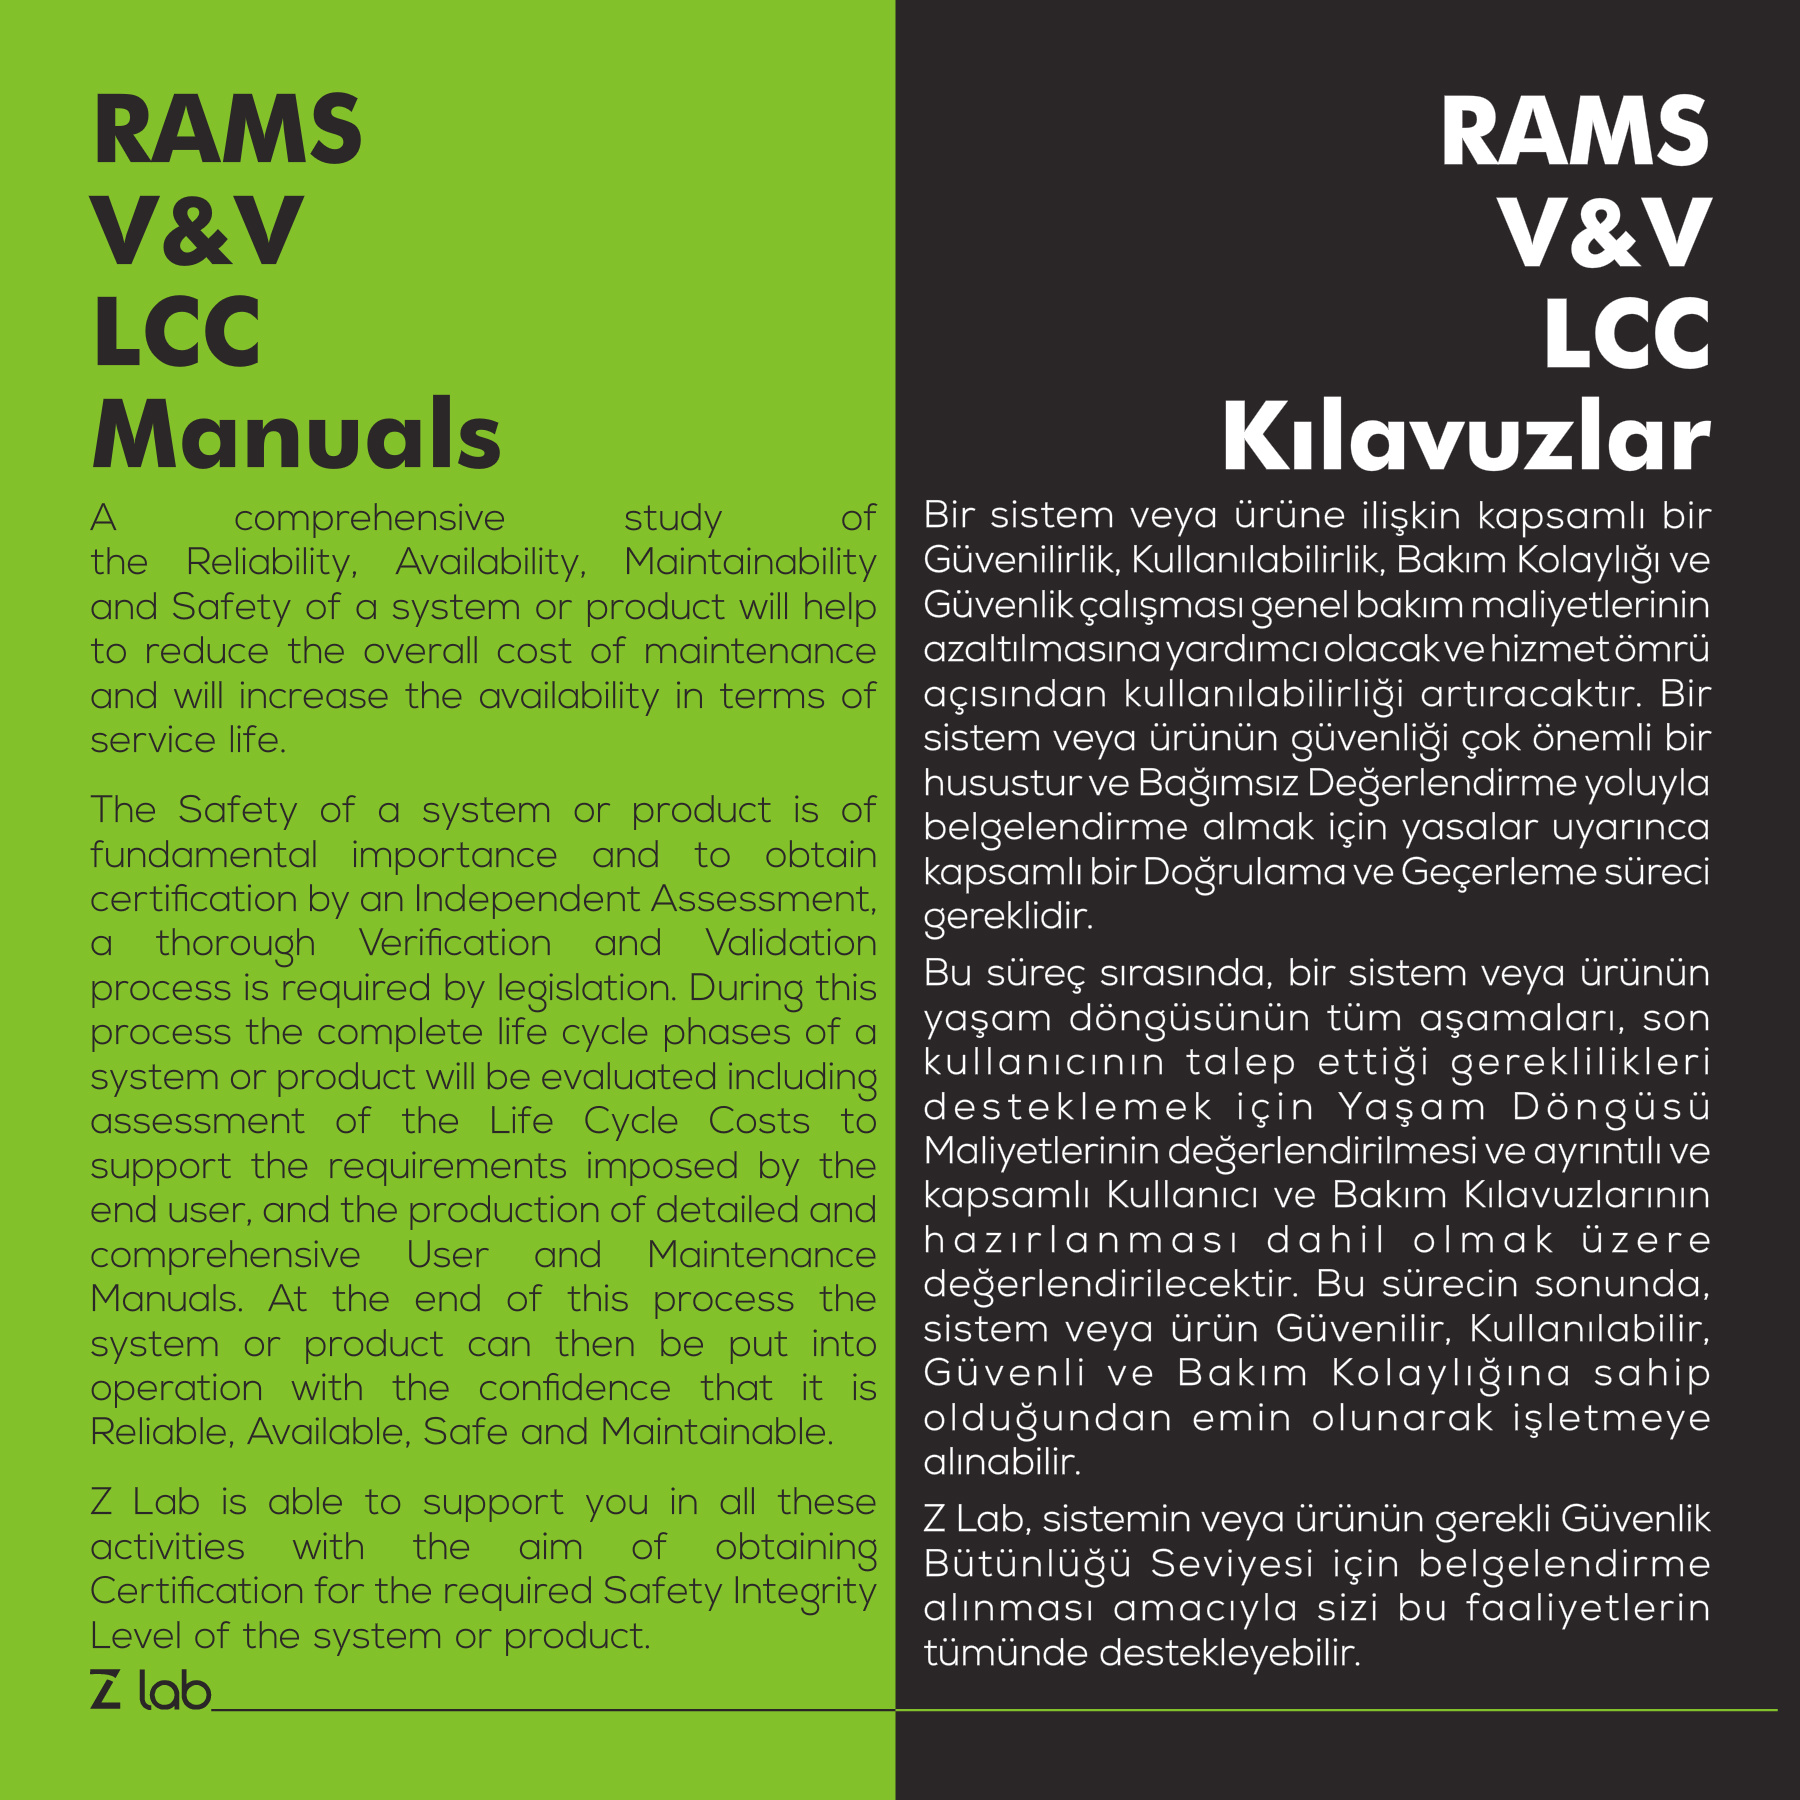 RAMS
V&V
LCC
Manuals
A comprehensive study of
the Reliability, Availability, Maintainability
and Safety of a system or product will help
to reduce the overall cost of maintenance
and will increase the availability in terms of
service life.
The Safety of a system or product is of
fundamental importance and to obtain
certification by an Independent Assessment,
a thorough Verification and Validation
process is required by legislation. During this
process the complete life cycle phases of a
system or product will be evaluated including
assessment of the Life Cycle Costs to
support the requirements imposed by the
end user, and the production of detailed and
comprehensive User and Maintenance
Manuals. At the end of this process the
system or product can then be put into
operation with the confidence that it is
Reliable, Available, Safe and Maintainable.
Z Lab is able to support you in all these
activities with the aim of obtaining
Certification for the required Safety Integrity
Level of the system or product.
Z lab
RAMS
V&V
LCC
Kılavuzlar
Bir sistem veya ürüne ilişkin kapsamlı bir
Güvenilirlik, Kullanılabilirlik, Bakım Kolaylığı ve
Güvenlik çalışması genel bakım maliyetlerinin
azaltılmasına yardımcı olacak ve hizmet ömrü
açısından kullanılabilirliği artıracaktır. Bir
sistem veya ürünün güvenliği çok önemli bir
husustur ve Bağımsız Değerlendirme yoluyla
belgelendirme almak için yasalar uyarınca
kapsamlı bir Doğrulama ve Geçerleme süreci
gereklidir.
Bu süreç sırasında, bir sistem veya ürünün
yaşam döngüsünün tüm aşamaları, son
kullanıcının talep ettiği gereklilikleri
desteklemek için Yaşam Döngüsü
Maliyetlerinin değerlendirilmesi ve ayrıntılı ve
kapsamlı Kullanıcı ve Bakım Kılavuzlarının
hazırlanması dahil olmak üzere
değerlendirilecektir. Bu sürecin sonunda,
sistem veya ürün Güvenilir, Kullanılabilir,
Güvenli ve Bakım Kolaylığına sahip
olduğundan emin olunarak işletmeye
alınabilir.
Z Lab, sistemin veya ürünün gerekli Güvenlik
Bütünlüğü Seviyesi için belgelendirme
alınması amacıyla sizi bu faaliyetlerin
tümünde destekleyebilir.